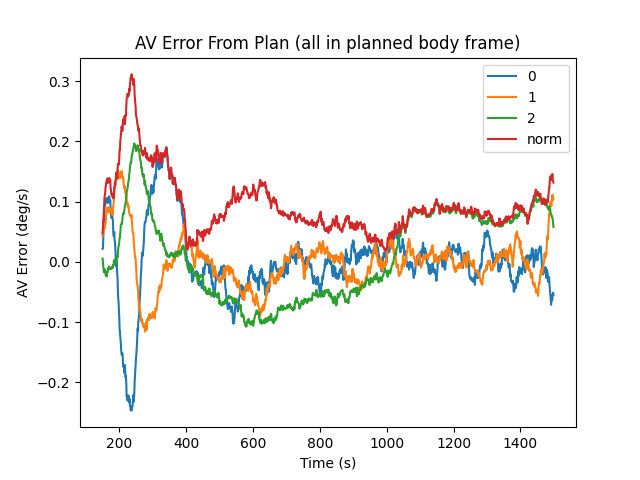 AV Error From Plan (all in planned body frame)
0
1
2
norm
0.3
0.2
0.1
0.0
−0.1
−0.2
AV Error (deg/s)
200 400 600 800 1000 1200 1400
Time (s)